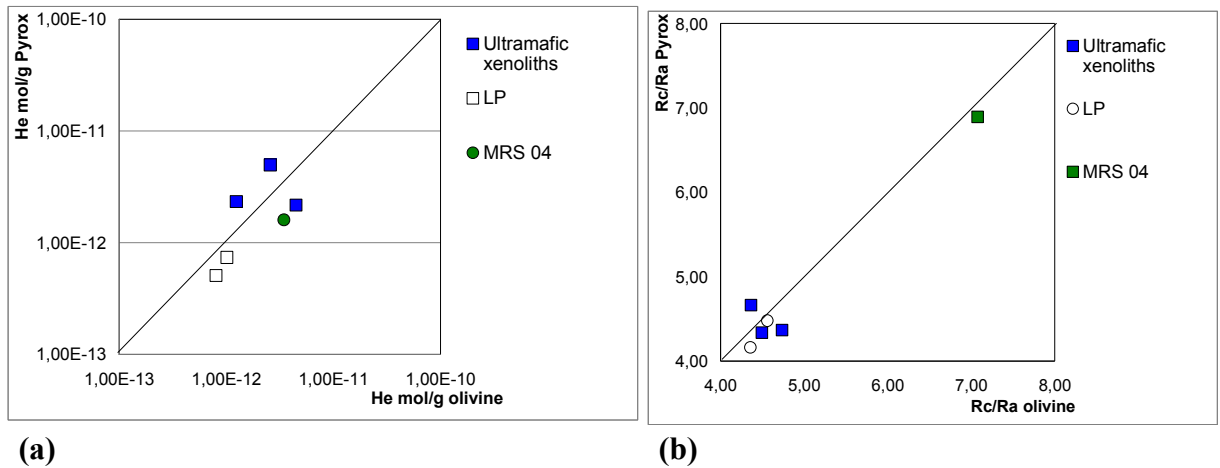 1,00E-10
1,00E-11
1,00E-12
1,00E-13
He mol/g Pyrox
1,00E-13 1,00E-12 1,00E-11 1,00E-10
He mol/g olivine
Ultramafic
xenoliths
LP
MRS 04
(a)
8,00
7,00
6,00
5,00
4,00
Rc/Ra Pyrox
4,00 5,00 6,00 7,00 8,00
Rc/Ra olivine
Ultramafic
xenoliths
LP
MRS 04
(b)